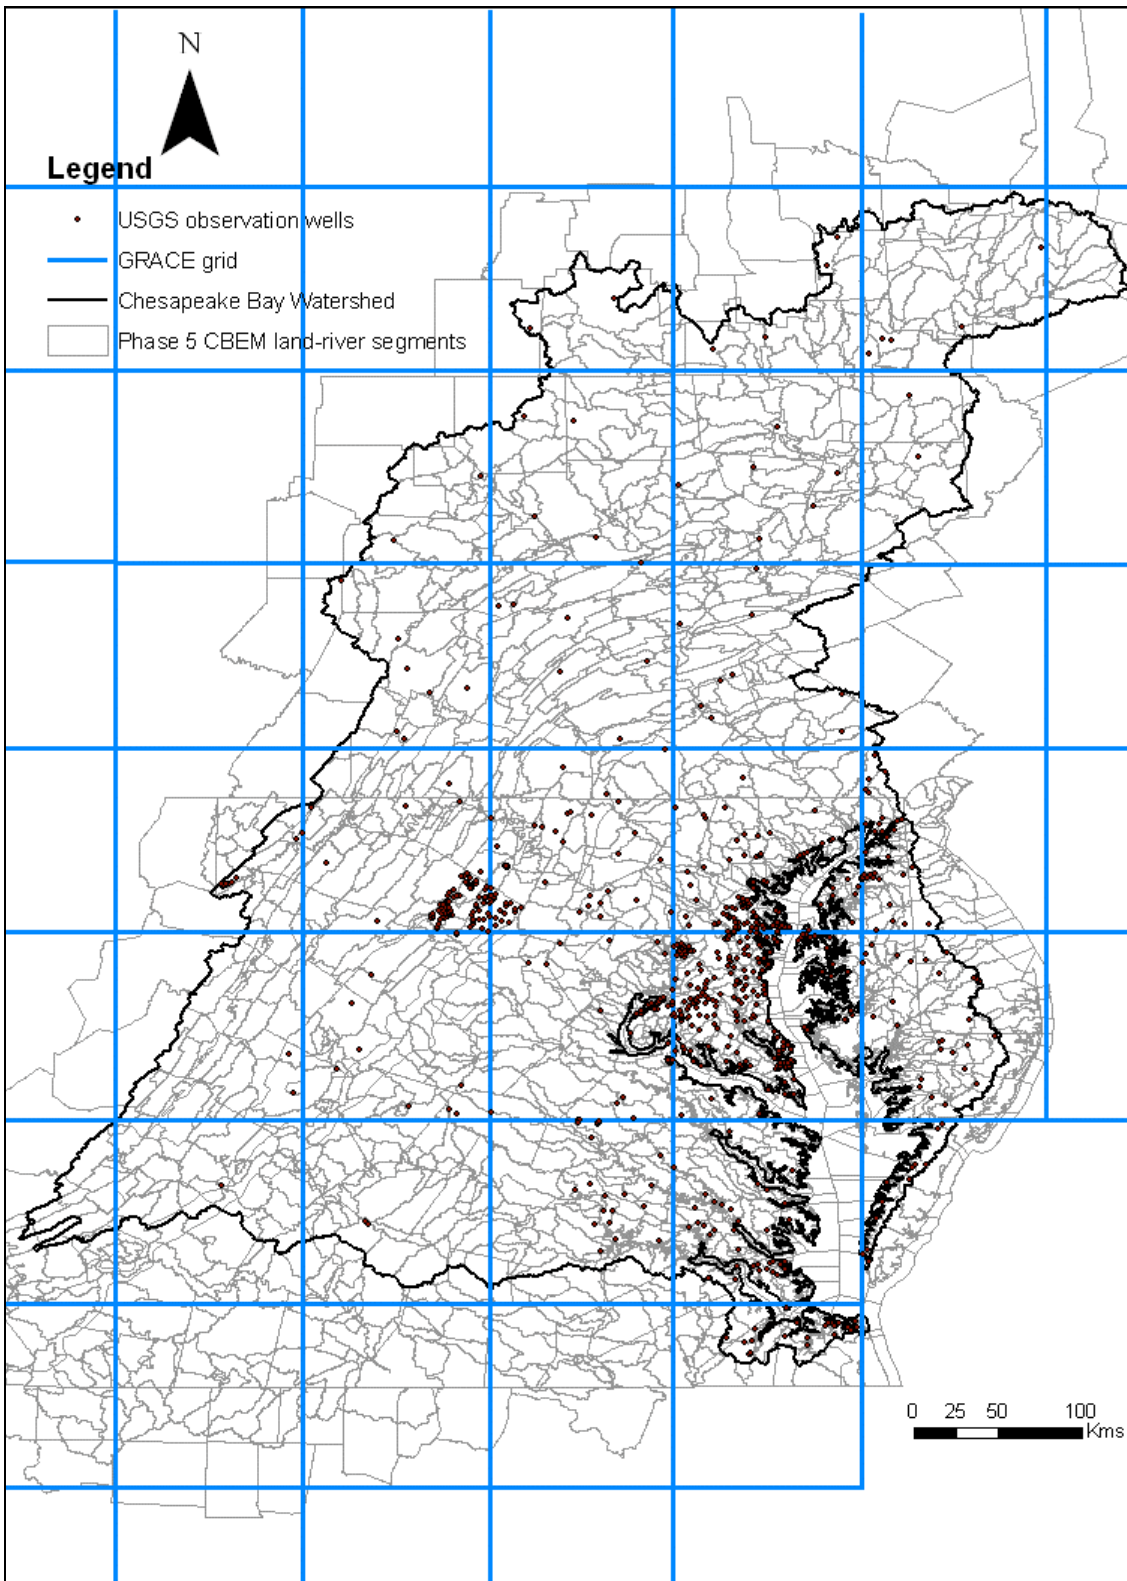 N
Legend
USGS observation wells
GRACE grid
Chesapeake Bay Watershed
Phase 5 CBEM land-river segments
0 25 50 100
Kms